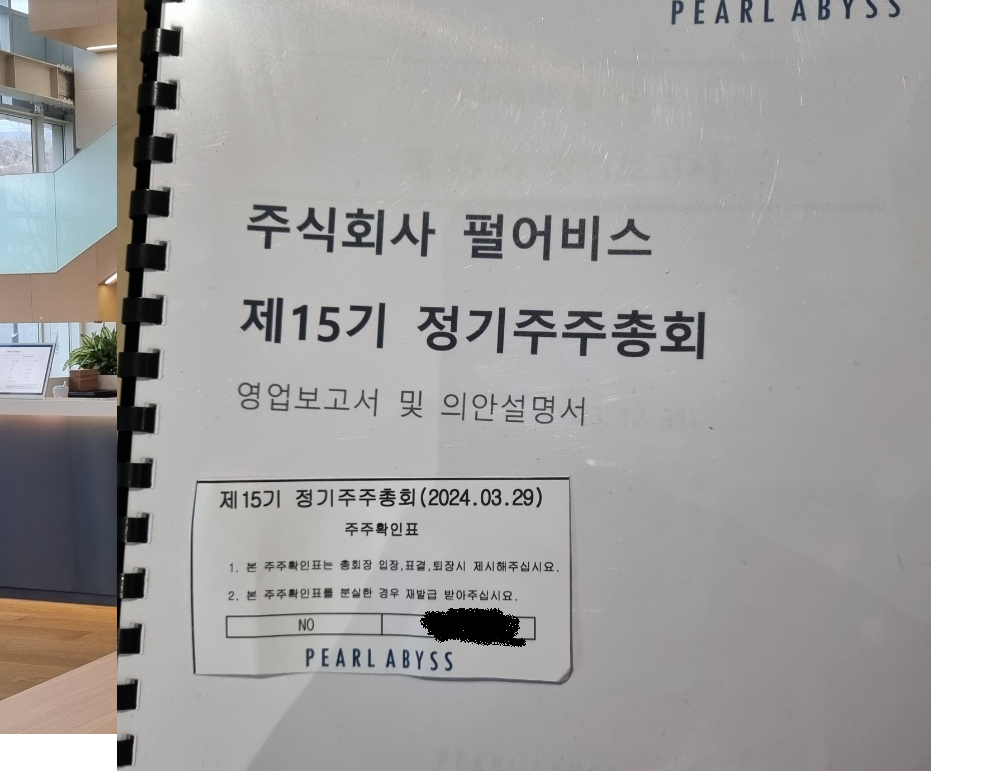 PEARL ABYSS
주식회사 펄어비스
제15기 정기주주총회
영업보고서 및 의안설명서
제15기 정기주주총회(2024.03.29)
주주확인표
1. 본 주주확인표는 총회장 입장,표결,퇴장시 제시해주십시요.
2. 본 주주확인표를 분실한 경우 재발급 받아주십시요.
NO
PEARL ABYSS